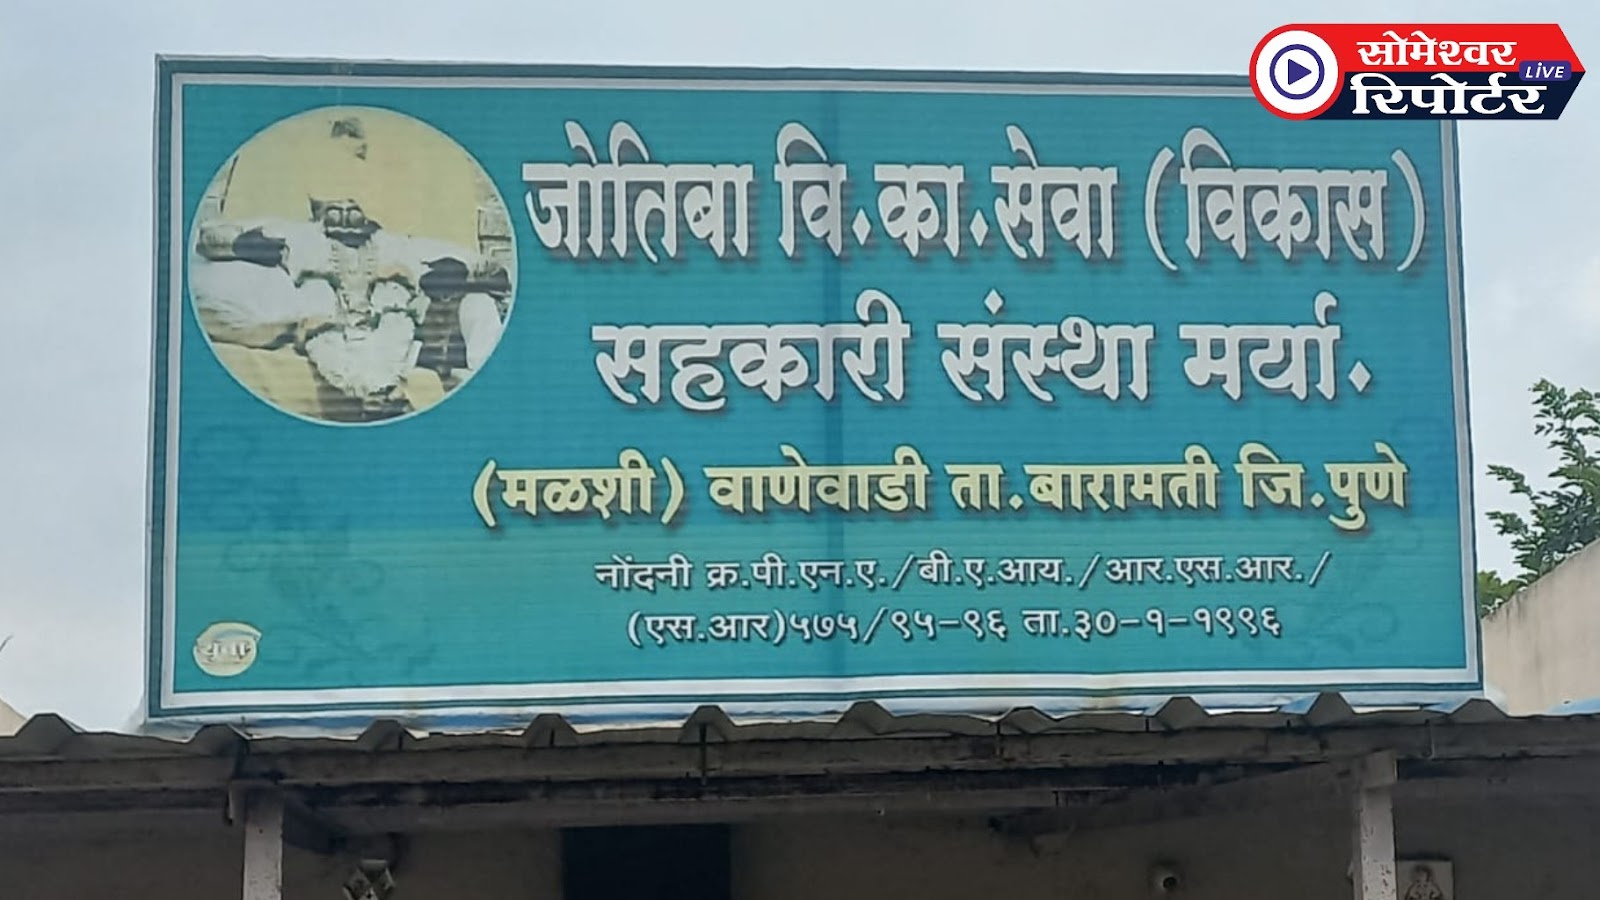 सोमेश्वर
रिपोर्टर LIVE
जोतिबा वि.का.सेवा (विकास)
सहकारी संस्था मर्या.
(मळशी) वाणेवाडी ता.बारामती जि.पुणे
नोंदनी क्र.पी.एन.ए./बी.ए.आय./आर.एस.आर./
(एस.आर)५७५/९५-९६ ता.३०-१-१९९६
युवा